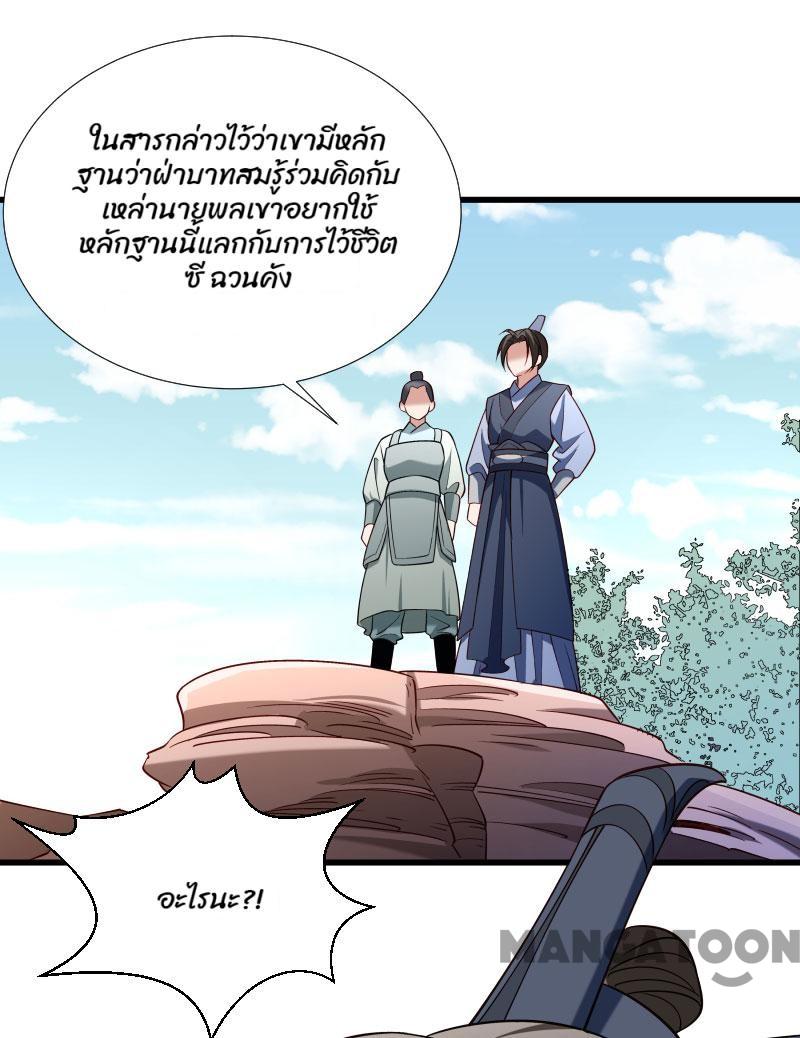 ในสารกล่าวไว้ว่าเขามีหลัก
ฐานว่าฝ่าบาทสมรู้ร่วมคิดกับ
เหล่านายพลเขาอยากใช้
หลักฐานนี้แลกกับการไว้ชีวิต
ซี ฉวนคัง
อะไรนะ?!
MANGATOON